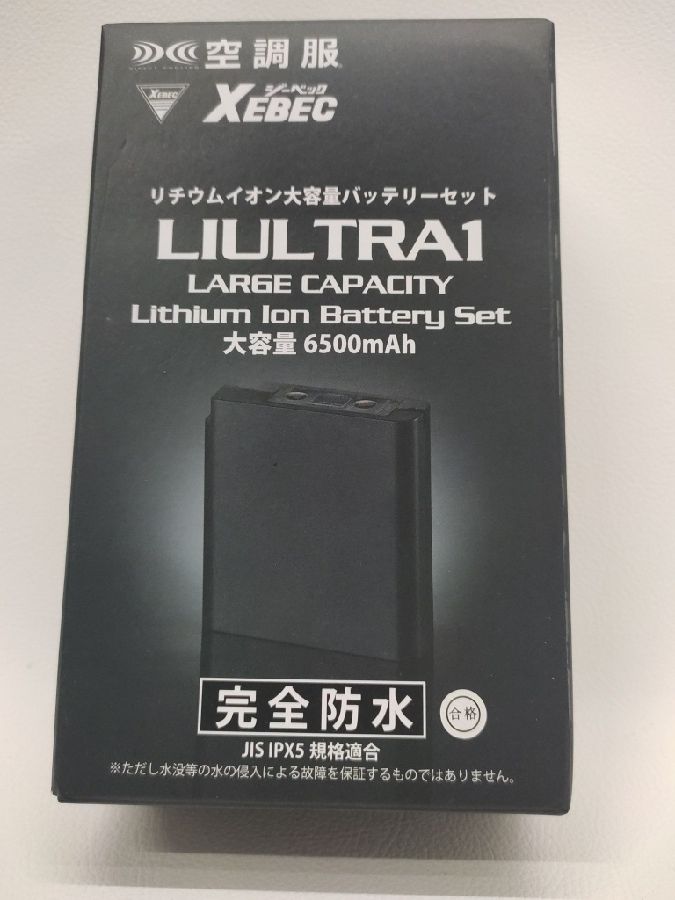 空調服
XEBEC
ジーベック
XEBEC
リチウムイオン大容量バッテリーセット
LIULTRA1
LARGE CAPACITY
Lithium Ion Battery Set
大容量 6500mAh
完全防水
合格
JIS IPX5 規格適合
※ただし水没等の水の侵入による故障を保証するものではありません。